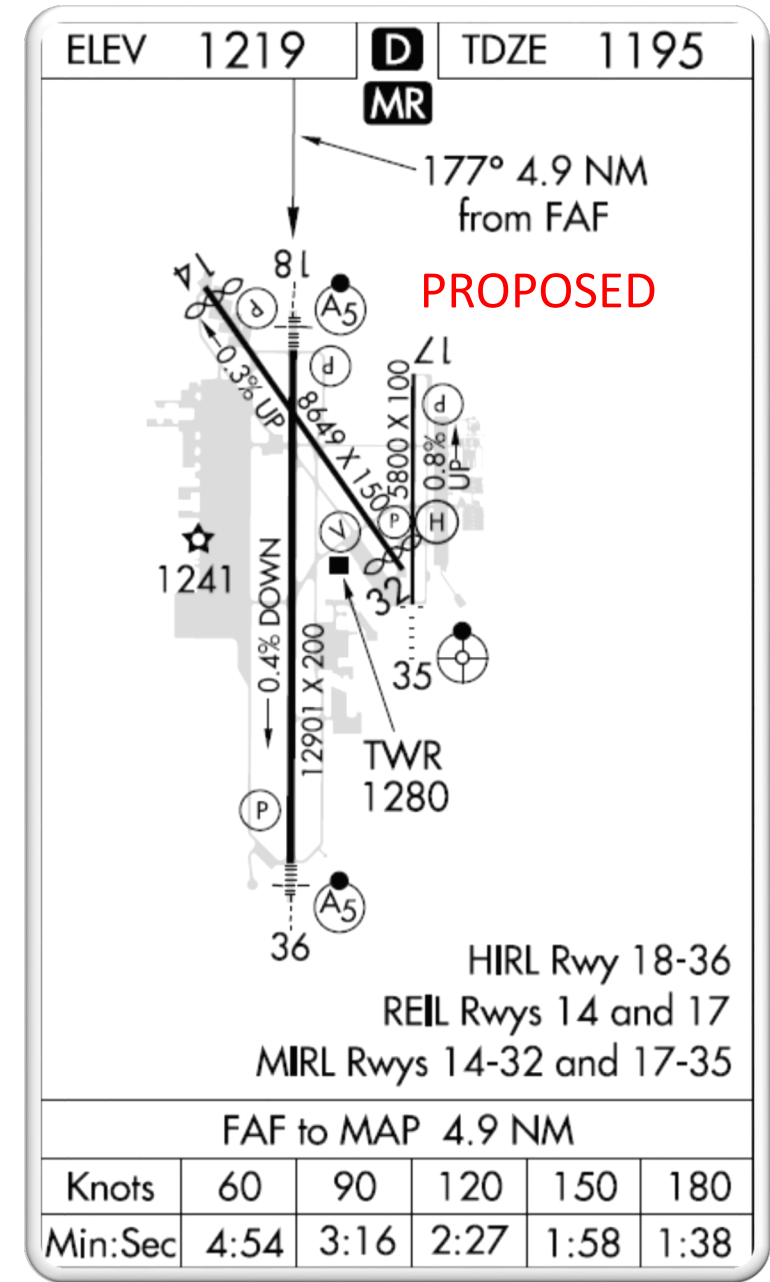 ELEV 1219 D TDZE 1195
MR
177° 4.9 NM
from FAF
PROPOSED
14
18
A5
P
P
17
0.3% UP
8649 X 150
5800 X 100
P
0.8%
UP
P
H
V
1241
32
0.4% DOWN
12901 X 200
35
TWR
1280
P
A5
36
HIRL Rwy 18-36
REIL Rwys 14 and 17
MIRL Rwys 14-32 and 17-35
FAF to MAP 4.9 NM
Knots 60 90 120 150 180
Min:Sec 4:54 3:16 2:27 1:58 1:38